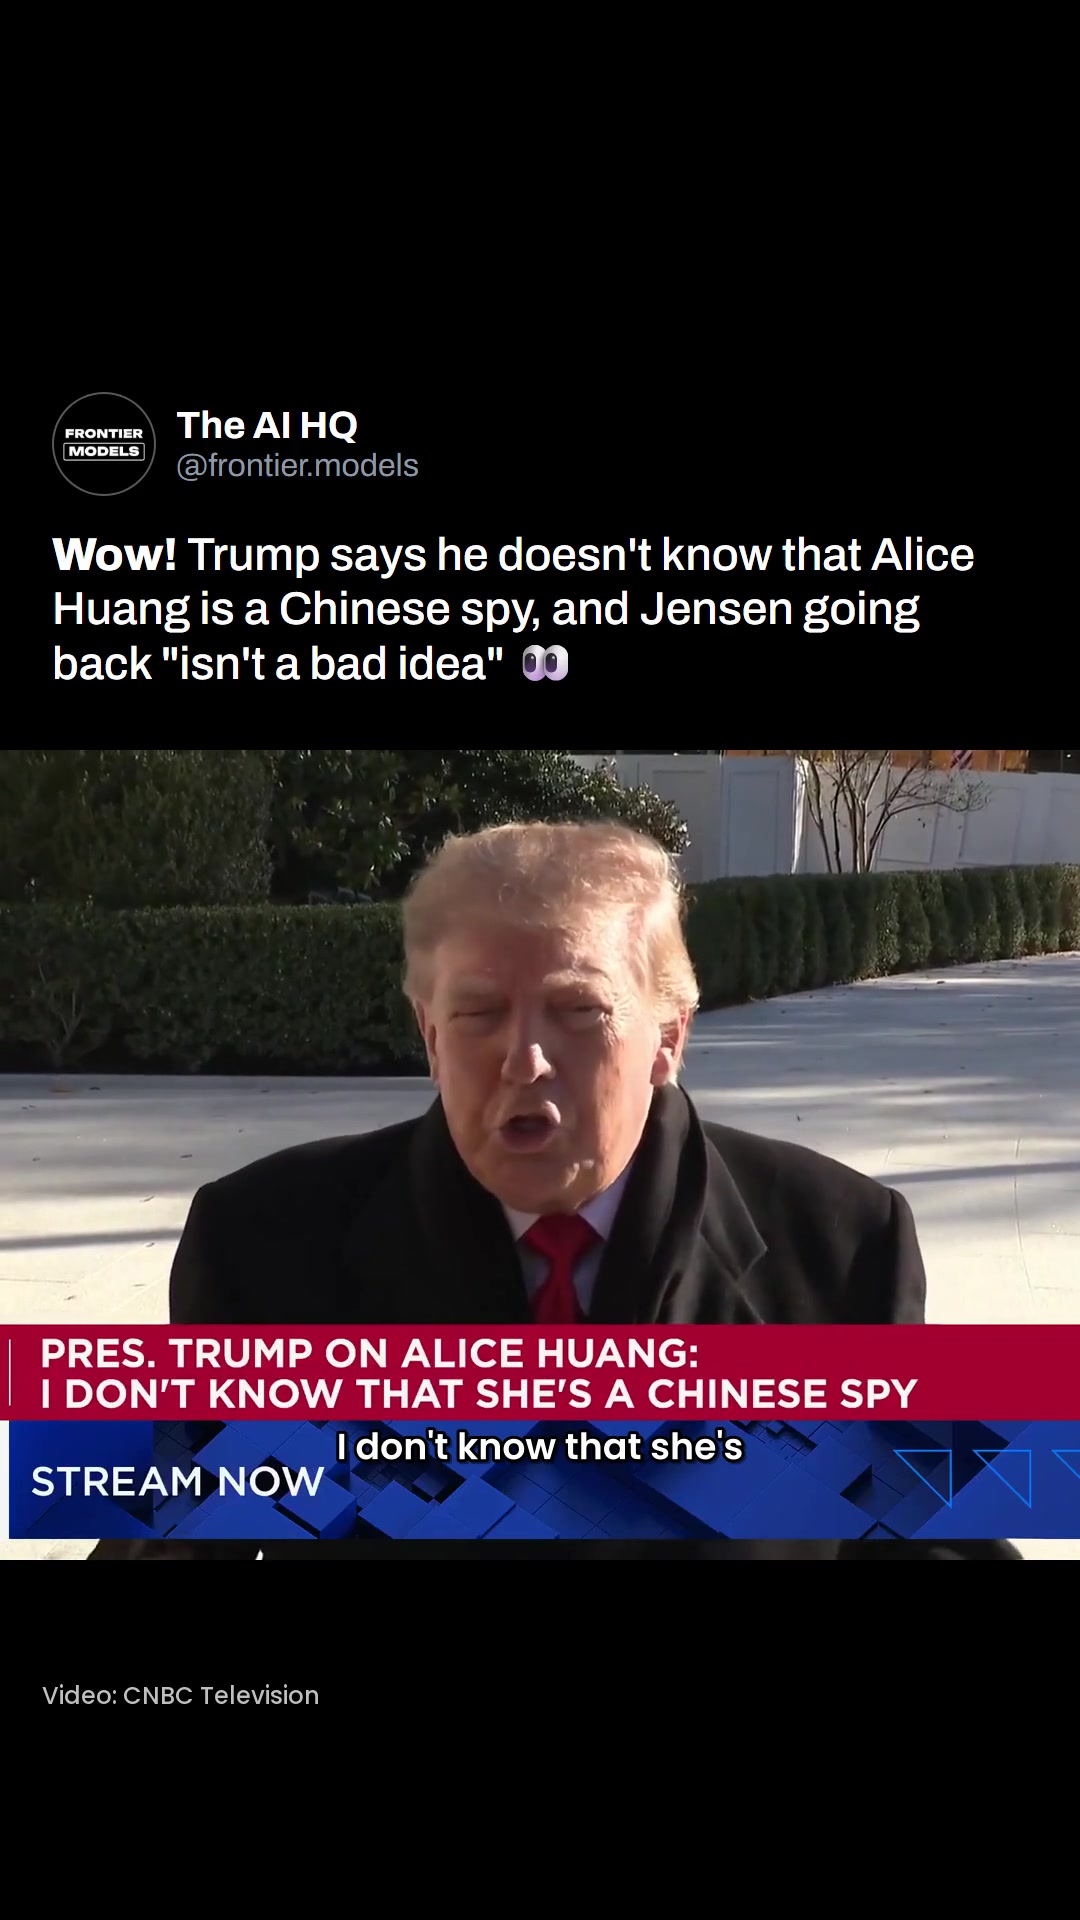 FRONTIER
MODELS
The AI HQ
@frontier.models
Wow! Trump says he doesn't know that Alice
Huang is a Chinese spy, and Jensen going
back "isn't a bad idea" 👀
PRES. TRUMP ON ALICE HUANG:
I DON'T KNOW THAT SHE'S A CHINESE SPY
I don't know that she's
STREAM NOW
Video: CNBC Television